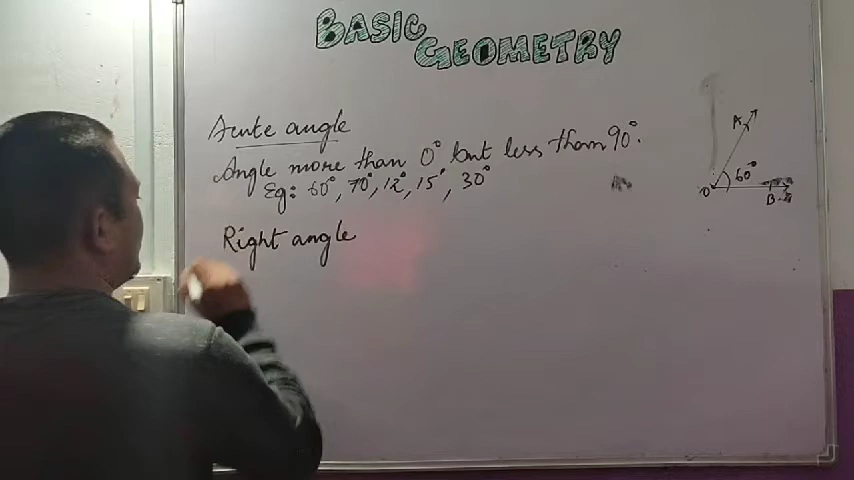 BASIC
GEOMETRY
Acute angle
Angle more than 0° but less than 90°.
Eg: 60°, 70°, 12°, 15°, 30°
A
60°
O
B
Right angle